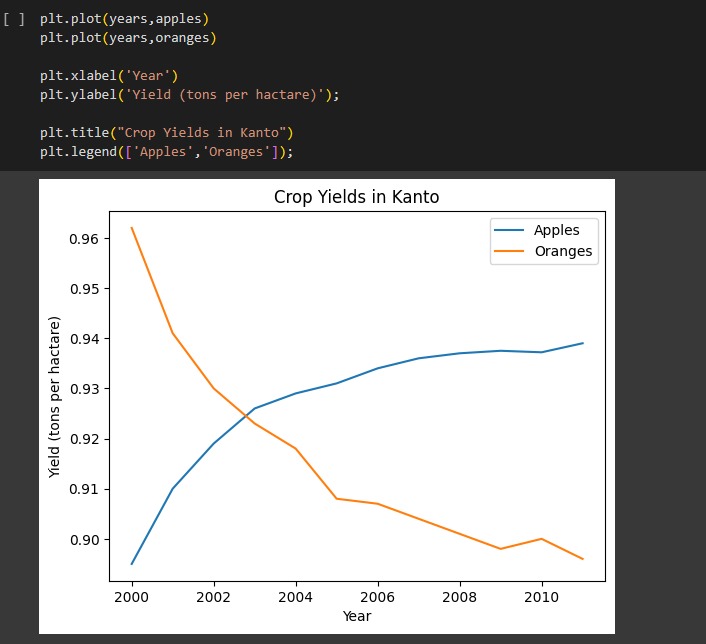 [ ] plt.plot(years,apples)
plt.plot(years,oranges)
plt.xlabel('Year')
plt.ylabel('Yield (tons per hactare)');
plt.title("Crop Yields in Kanto")
plt.legend(['Apples','Oranges']);
Crop Yields in Kanto
Apples
Oranges
0.96
0.95
0.94
0.93
0.92
0.91
0.90
Yield (tons per hactare)
2000 2002 2004 2006 2008 2010
Year